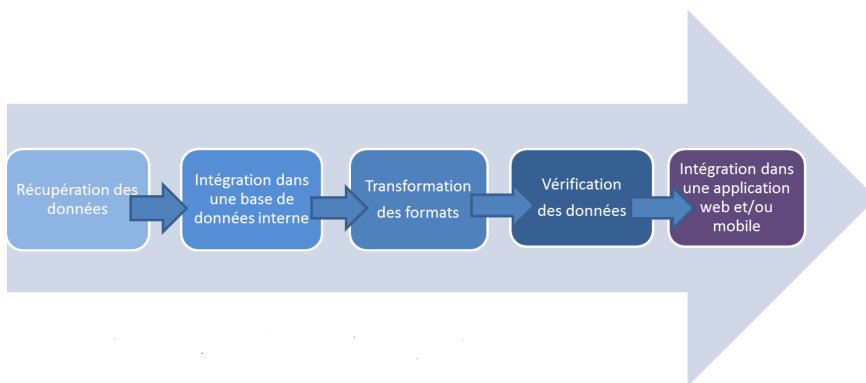 Récupération des
données
Intégration dans
une base de
données interne
Transformation
des formats
Vérification
des données
Intégration dans
une application
web et/ou
mobile